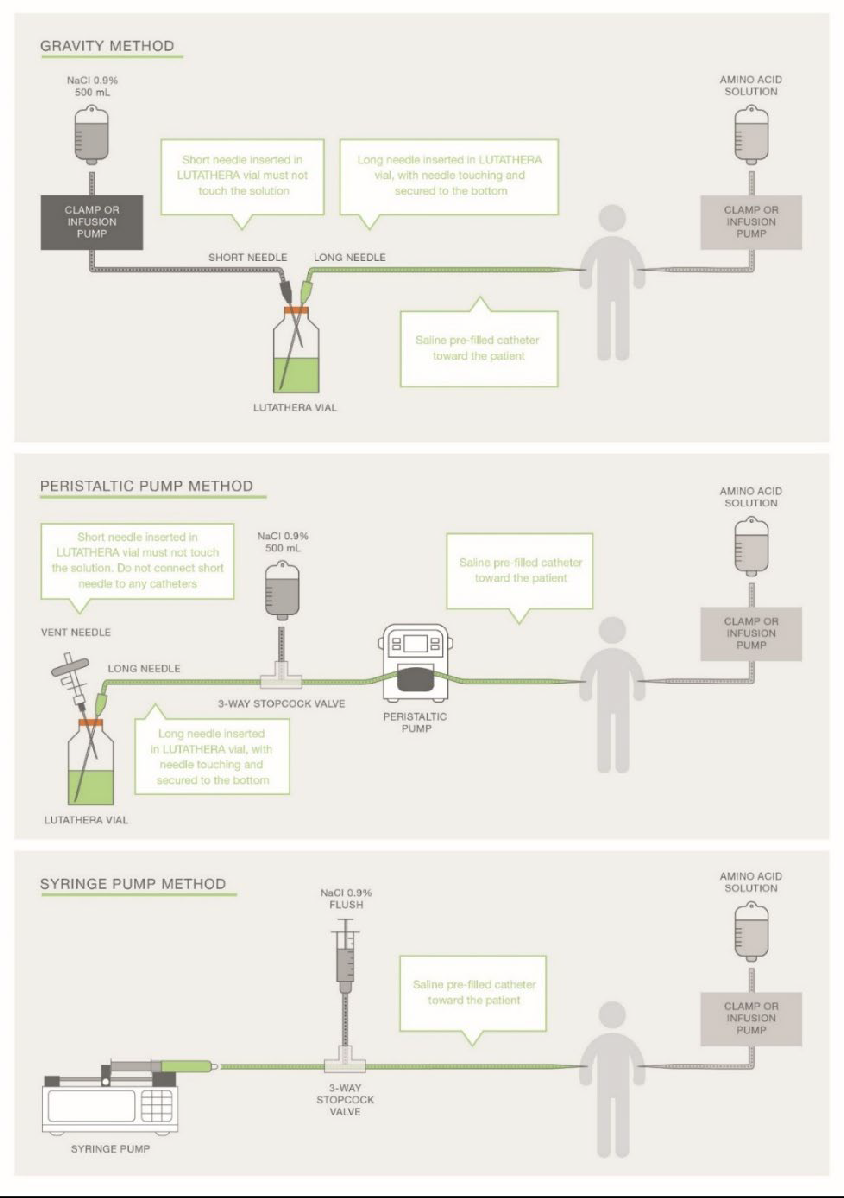 GRAVITY METHOD
NaCl 0.9%
500 mL
AMINO ACID
SOLUTION
Short needle inserted in
LUTATHERA vial must not
touch the solution
Long needle inserted in LUTATHERA
vial, with needle touching and
secured to the bottom
CLAMP OR
INFUSION
PUMP
CLAMP OR
INFUSION
PUMP
SHORT NEEDLE
LONG NEEDLE
Saline pre-filled catheter
toward the patient
LUTATHERA VIAL
PERISTALTIC PUMP METHOD
AMINO ACID
SOLUTION
Short needle inserted in
LUTATHERA vial must not touch
the solution. Do not connect short
needle to any catheters
NaCl 0.9%
500 mL
Saline pre-filled catheter
toward the patient
CLAMP OR
INFUSION
PUMP
VENT NEEDLE
LONG NEEDLE
3-WAY STOPCOCK VALVE
PERISTALTIC
PUMP
Long needle inserted
in LUTATHERA vial, with
needle touching and
secured to the bottom
LUTATHERA VIAL
SYRINGE PUMP METHOD
NaCl 0.9%
FLUSH
AMINO ACID
SOLUTION
Saline pre-filled catheter
toward the patient
CLAMP OR
INFUSION
PUMP
3-WAY
STOPCOCK
VALVE
SYRINGE PUMP